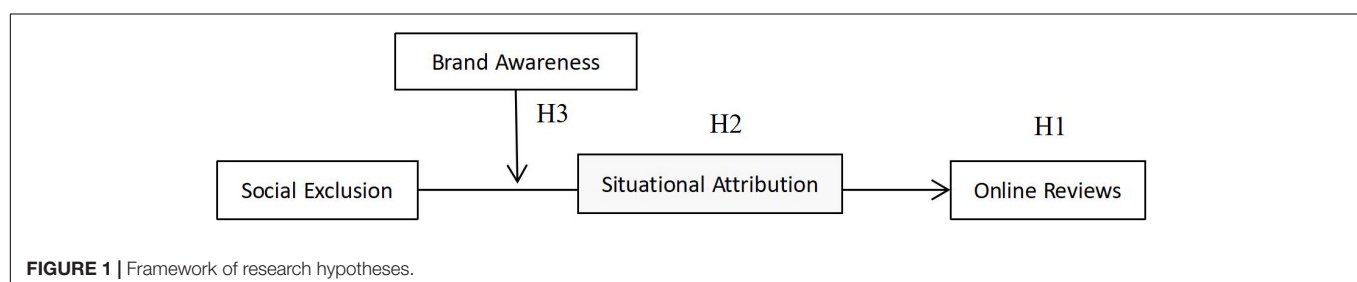 Brand Awareness
H3
H2
H1
Social Exclusion
Situational Attribution
Online Reviews
FIGURE 1 | Framework of research hypotheses.